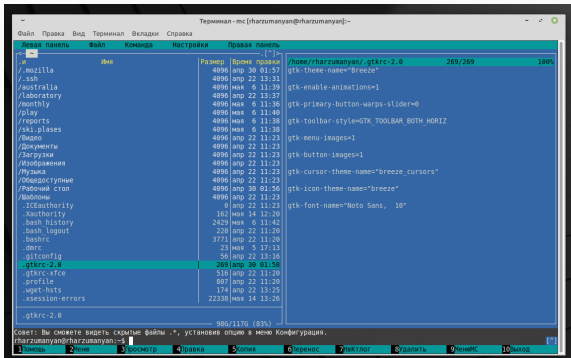 Терминал - mc [rharzumanyan@rharzumanyan]:~
Файл Правка Вид Терминал Вкладки Справка
Левая панель Файл Команда Настройки Правая панель
<- ~ .[^]>
.и Имя Размер Время правки
/.mozilla 4096 апр 30 01:57
/.ssh 4096 апр 22 13:31
/australia 4096 мая 6 11:39
/laboratory 4096 апр 22 13:37
/monthly 4096 мая 6 11:36
/play 4096 мая 6 11:40
/reports 4096 мая 6 11:38
/ski.plases 4096 мая 6 11:38
/Видео 4096 апр 22 11:23
/Документы 4096 апр 22 11:23
/Загрузки 4096 апр 22 11:23
/Изображения 4096 апр 22 11:23
/Музыка 4096 апр 22 11:23
/Общедоступные 4096 апр 22 11:23
/Рабочий стол 4096 апр 30 01:56
/Шаблоны 4096 апр 22 11:23
.ICEauthority 0 апр 22 11:23
.Xauthority 162 мая 14 12:20
.bash_history 2429 мая 6 11:42
.bash_logout 220 апр 22 11:20
.bashrc 3771 апр 22 11:20
.dmrc 23 мая 5 17:13
.gitconfig 56 апр 22 13:16
.gtkrc-2.0 269 апр 30 01:58
.gtkrc-xfce 516 апр 22 11:20
.profile 807 апр 22 11:20
.wget-hsts 174 апр 22 13:25
.xsession-errors 22338 мая 14 13:26
.gtkrc-2.0
98G/117G (83%)
/home/rharzumanyan/.gtkrc-2.0 269/269 100%
gtk-theme-name="Breeze"
gtk-enable-animations=1
gtk-primary-button-warps-slider=0
gtk-toolbar-style=GTK_TOOLBAR_BOTH_HORIZ
gtk-menu-images=1
gtk-button-images=1
gtk-cursor-theme-name="breeze_cursors"
gtk-icon-theme-name="breeze"
gtk-font-name="Noto Sans, 10"
Совет: Вы сможете видеть скрытые файлы .*, установив опцию в меню Конфигурация.
rharzumanyan@rharzumanyan:~$ [^]
1Помощь 2Меню 3Просмотр 4Правка 5Копия 6Перенос 7НвКтлог 8Удалить 9МенюМС 10Выход